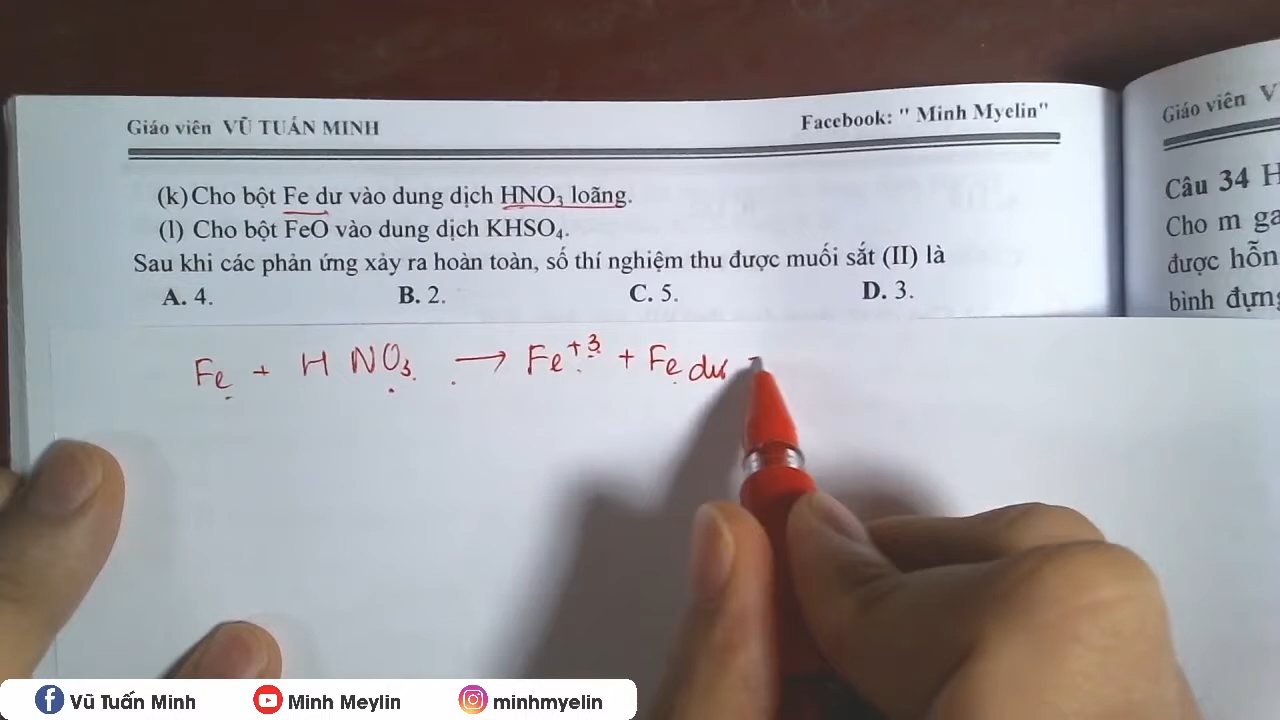 Giáo viên VŨ TUẤN MINH Facebook: " Minh Myelin"
(k) Cho bột Fe dư vào dung dịch HNO3 loãng.
(l) Cho bột FeO vào dung dịch KHSO4.
Sau khi các phản ứng xảy ra hoàn toàn, số thí nghiệm thu được muối sắt (II) là
A. 4. B. 2. C. 5. D. 3.
Giáo viên
Câu 34
Cho m
được hỗn
bình
Fe + HNO3 → Fe+3 + Fe dư
Vũ Tuấn Minh Minh Meylin minhmyelin